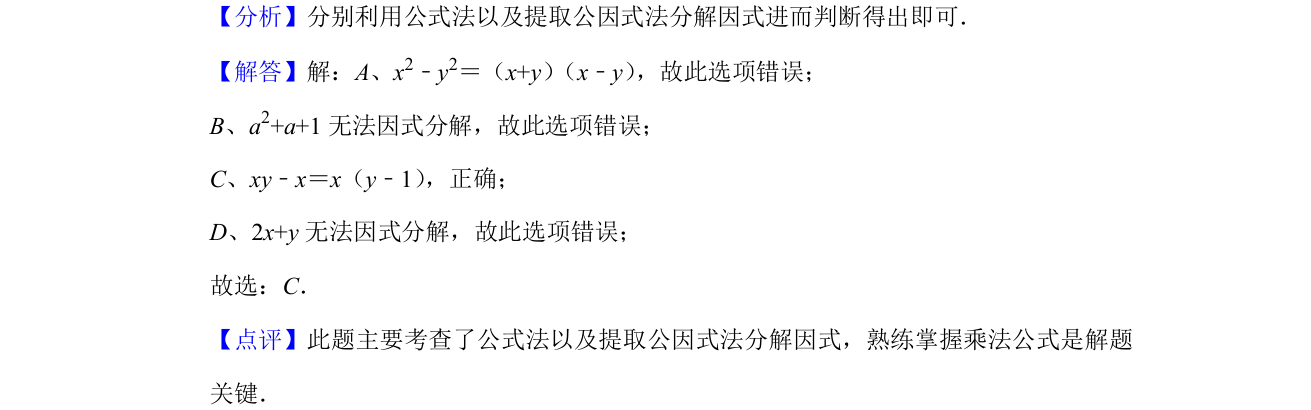 【分析】分别利用公式法以及提取公因式法分解因式进而判断得出即可．
【解答】解：A、x²﹣y²＝（x+y）（x﹣y），故此选项错误；
B、a²+a+1 无法因式分解，故此选项错误；
C、xy﹣x＝x（y﹣1），正确；
D、2x+y 无法因式分解，故此选项错误；
故选：C．
【点评】此题主要考查了公式法以及提取公因式法分解因式，熟练掌握乘法公式是解题
关键．